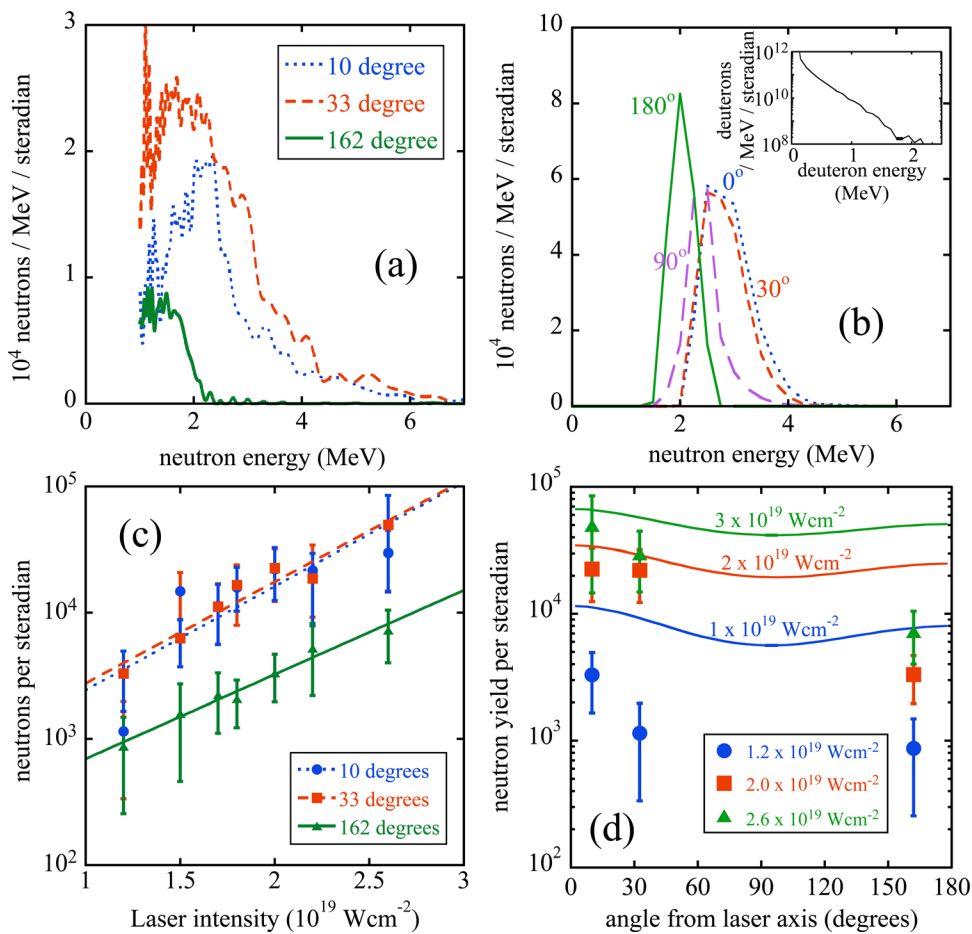 3
2
1
0
0
2
4
6
10⁴ neutrons / MeV / steradian
neutron energy (MeV)
10 degree
33 degree
162 degree
(a)
10
8
6
4
2
0
0
2
4
6
10⁴ neutrons / MeV / steradian
neutron energy (MeV)
180°
90°
0°
30°
(b)
10¹²
10¹⁰
10⁸
0
1
2
deuterons
/ MeV / steradian
deuteron energy
(MeV)
10⁵
10⁴
10³
10²
1
1.5
2
2.5
3
neutrons per steradian
Laser intensity (10¹⁹ Wcm⁻²)
(c)
10 degrees
33 degrees
162 degrees
10⁵
10⁴
10³
10²
0
30
60
90
120
150
180
neutron yield per steradian
angle from laser axis (degrees)
3 x 10¹⁹ Wcm⁻²
2 x 10¹⁹ Wcm⁻²
1 x 10¹⁹ Wcm⁻²
1.2 x 10¹⁹ Wcm⁻²
2.0 x 10¹⁹ Wcm⁻²
2.6 x 10¹⁹ Wcm⁻²
(d)